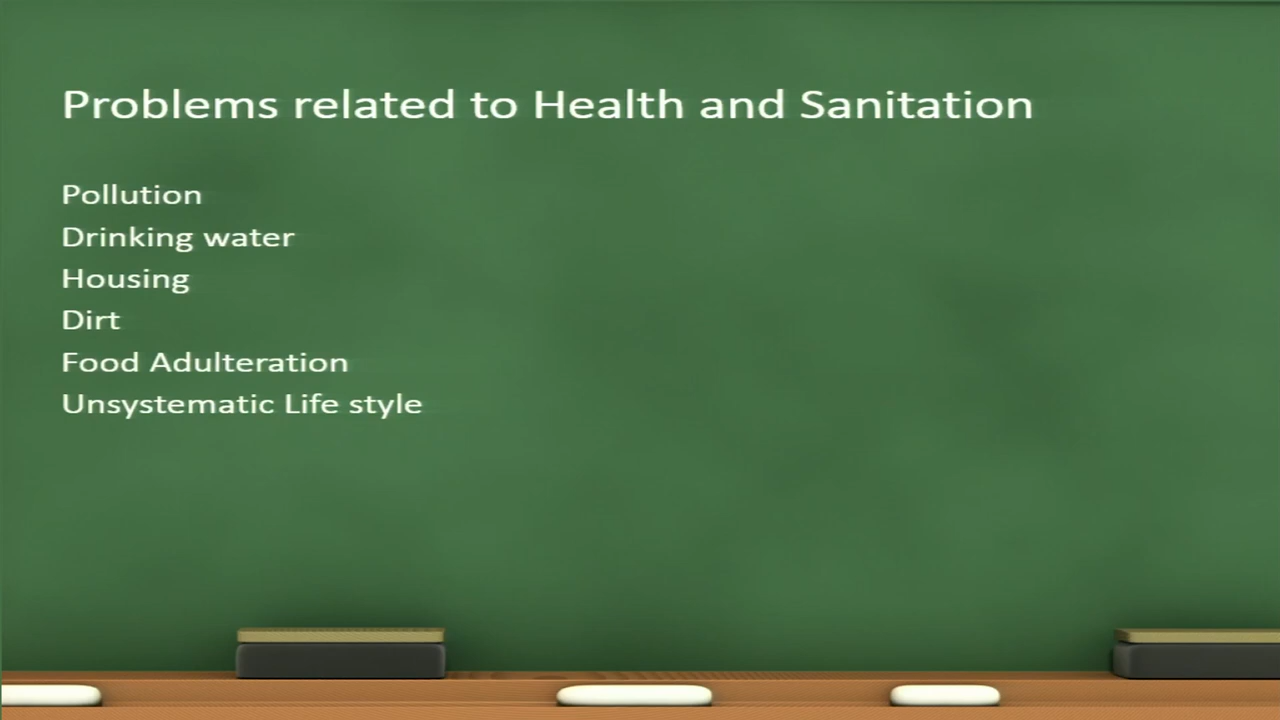 Problems related to Health and Sanitation
Pollution
Drinking water
Housing
Dirt
Food Adulteration
Unsystematic Life style